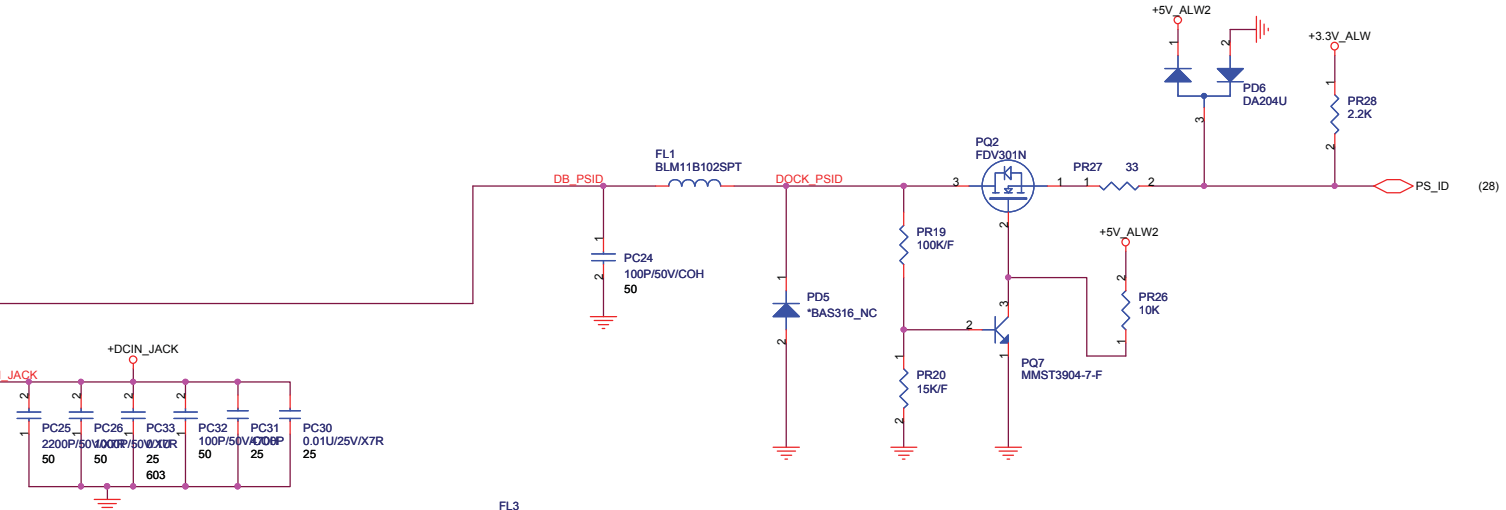 +5V_ALW2
+3.3V_ALW
1
2
PD6
DA204U
3
1
PR28
2.2K
2
FL1
BLM11B102SPT
DB_PSID
DOCK_PSID
PQ2
FDV301N
3
1
2
PR27 33
1
2
PS_ID (28)
PR19
100K/F
+5V_ALW2
2
PR26
10K
1
1
PC24
100P/50V/COH
2
50
1
PD5
*BAS316_NC
2
2
3
1
PQ7
MMST3904-7-F
1
PR20
15K/F
2
+DCIN_JACK
_JACK
2
2
2
2
1
1
1
1
PC25
2200P/50V
50
PC26
50
PC33
25
603
PC32
100P/50V
50
PC31
25
PC30
0.01U/25V/X7R
25
FL3